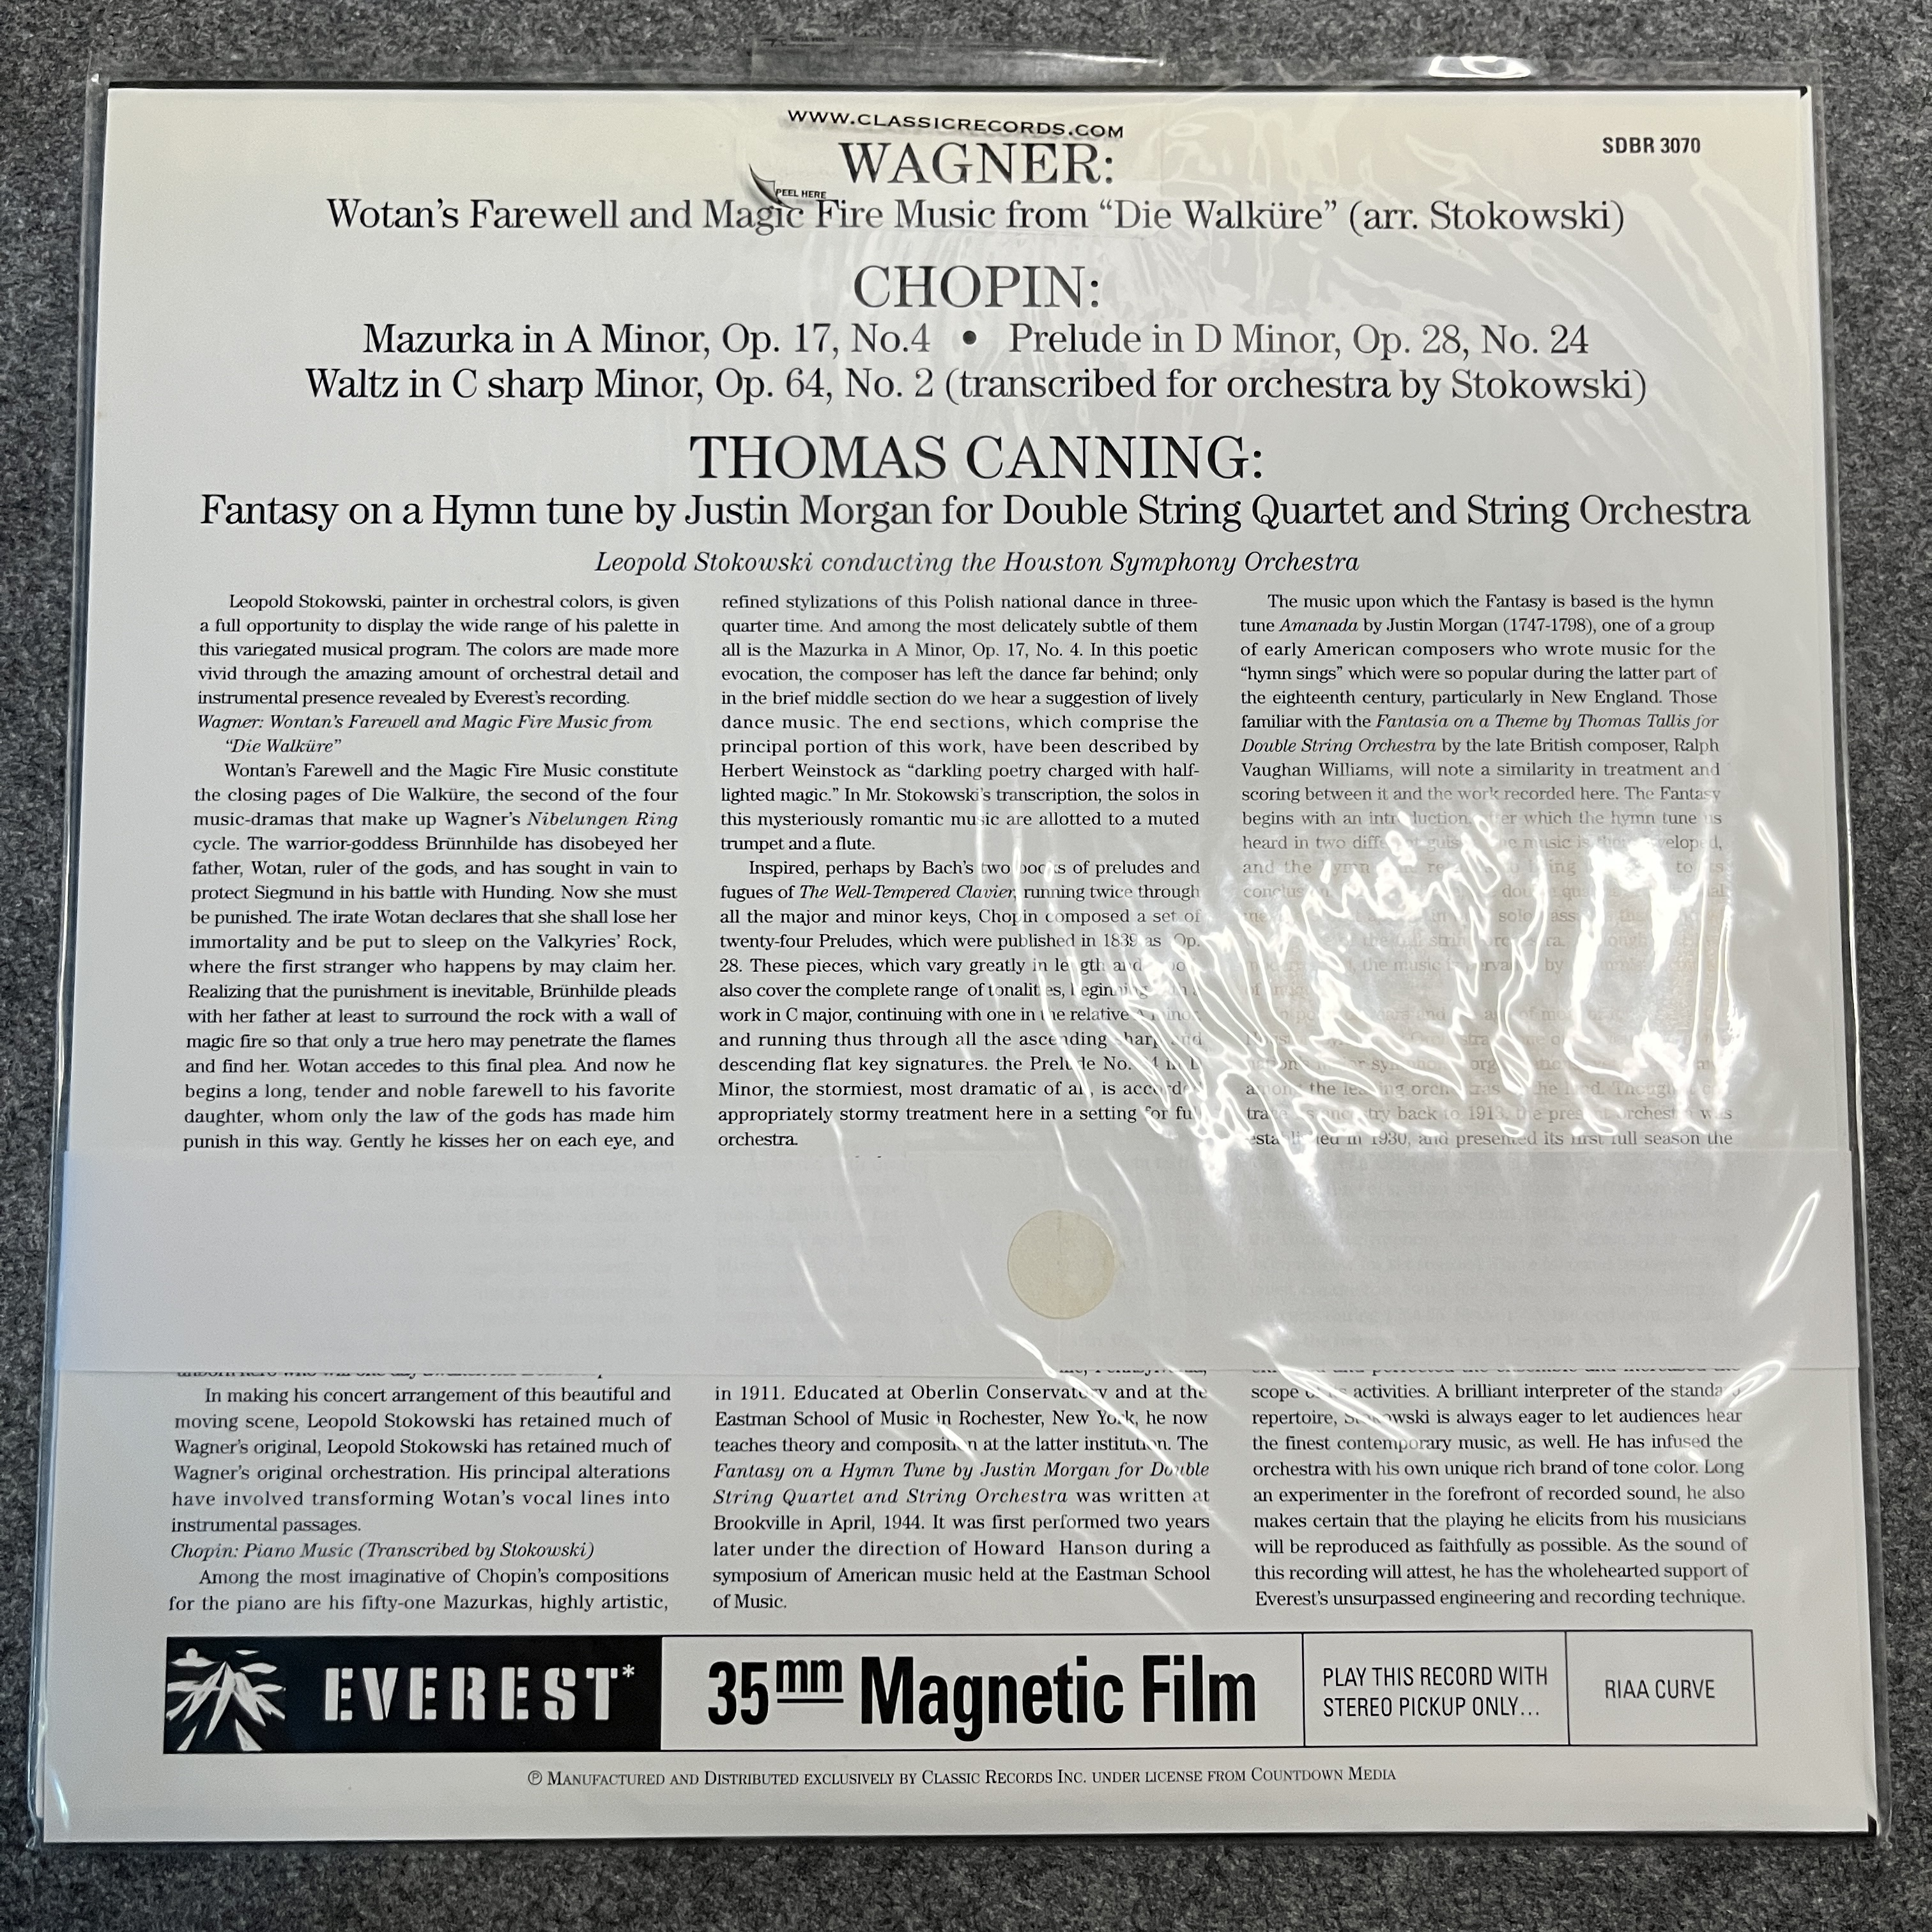 WWW.CLASSICRECORDS.COM
SDBR 3070
WAGNER:
PEEL HERE
Wotan's Farewell and Magic Fire Music from “Die Walküre” (arr. Stokowski)
CHOPIN:
Mazurka in A Minor, Op. 17, No.4 • Prelude in D Minor, Op. 28, No. 24
Waltz in C sharp Minor, Op. 64, No. 2 (transcribed for orchestra by Stokowski)
THOMAS CANNING:
Fantasy on a Hymn tune by Justin Morgan for Double String Quartet and String Orchestra
Leopold Stokowski conducting the Houston Symphony Orchestra
Leopold Stokowski, painter in orchestral colors, is given
a full opportunity to display the wide range of his palette in
this variegated musical program. The colors are made more
vivid through the amazing amount of orchestral detail and
instrumental presence revealed by Everest's recording.
Wagner: Wontan's Farewell and Magic Fire Music from
“Die Walküre”
Wontan's Farewell and the Magic Fire Music constitute
the closing pages of Die Walküre, the second of the four
music-dramas that make up Wagner's Nibelungen Ring
cycle. The warrior-goddess Brünnhilde has disobeyed her
father, Wotan, ruler of the gods, and has sought in vain to
protect Siegmund in his battle with Hunding. Now she must
be punished. The irate Wotan declares that she shall lose her
immortality and be put to sleep on the Valkyries' Rock,
where the first stranger who happens by may claim her.
Realizing that the punishment is inevitable, Brünhilde pleads
with her father at least to surround the rock with a wall of
magic fire so that only a true hero may penetrate the flames
and find her. Wotan accedes to this final plea. And now he
begins a long, tender and noble farewell to his favorite
daughter, whom only the law of the gods has made him
punish in this way. Gently he kisses her on each eye, and
In making his concert arrangement of this beautiful and
moving scene, Leopold Stokowski has retained much of
Wagner's original, Leopold Stokowski has retained much of
Wagner's original orchestration. His principal alterations
have involved transforming Wotan's vocal lines into
instrumental passages.
Chopin: Piano Music (Transcribed by Stokowski)
Among the most imaginative of Chopin's compositions
for the piano are his fifty-one Mazurkas, highly artistic,
refined stylizations of this Polish national dance in three-
quarter time. And among the most delicately subtle of them
all is the Mazurka in A Minor, Op. 17, No. 4. In this poetic
evocation, the composer has left the dance far behind; only
in the brief middle section do we hear a suggestion of lively
dance music. The end sections, which comprise the
principal portion of this work, have been described by
Herbert Weinstock as “darkling poetry charged with half-
lighted magic.” In Mr. Stokowski's transcription, the solos in
this mysteriously romantic music are allotted to a muted
trumpet and a flute.
Inspired, perhaps by Bach's two books of preludes and
fugues of The Well-Tempered Clavier, running twice through
all the major and minor keys, Chopin composed a set of
twenty-four Preludes, which were published in 1839 as Op.
28. These pieces, which vary greatly in length and
also cover the complete range of tonalities, beginning
work in C major, continuing with one in the relative A minor
and running thus through all the ascending sharp and
descending flat key signatures. the Prelude No. 24 in D
Minor, the stormiest, most dramatic of all, is accorded
appropriately stormy treatment here in a setting for full
orchestra.
in 1911. Educated at Oberlin Conservatory and at the
Eastman School of Music in Rochester, New York, he now
teaches theory and composition at the latter institution. The
Fantasy on a Hymn Tune by Justin Morgan for Double
String Quartet and String Orchestra was written at
Brookville in April, 1944. It was first performed two years
later under the direction of Howard Hanson during a
symposium of American music held at the Eastman School
of Music.
The music upon which the Fantasy is based is the hymn
tune Amanada by Justin Morgan (1747-1798), one of a group
of early American composers who wrote music for the
“hymn sings” which were so popular during the latter part of
the eighteenth century, particularly in New England. Those
familiar with the Fantasia on a Theme by Thomas Tallis for
Double String Orchestra by the late British composer, Ralph
Vaughan Williams, will note a similarity in treatment and
scoring between it and the work recorded here. The Fantasy
begins with an introduction, after which the hymn tune is
heard in two different music is
and the
the music is by
among the leading orchestras the land. Though
back to 1913, the present orchestra was
established in 1930, and presented its first full season the
scope of its activities. A brilliant interpreter of the standard
repertoire, Stokowski is always eager to let audiences hear
the finest contemporary music, as well. He has infused the
orchestra with his own unique rich brand of tone color. Long
an experimenter in the forefront of recorded sound, he also
makes certain that the playing he elicits from his musicians
will be reproduced as faithfully as possible. As the sound of
this recording will attest, he has the wholehearted support of
Everest's unsurpassed engineering and recording technique.
EVEREST*
35mm Magnetic Film
PLAY THIS RECORD WITH
STEREO PICKUP ONLY...
RIAA CURVE
℗ MANUFACTURED AND DISTRIBUTED EXCLUSIVELY BY CLASSIC RECORDS INC. UNDER LICENSE FROM COUNTDOWN MEDIA